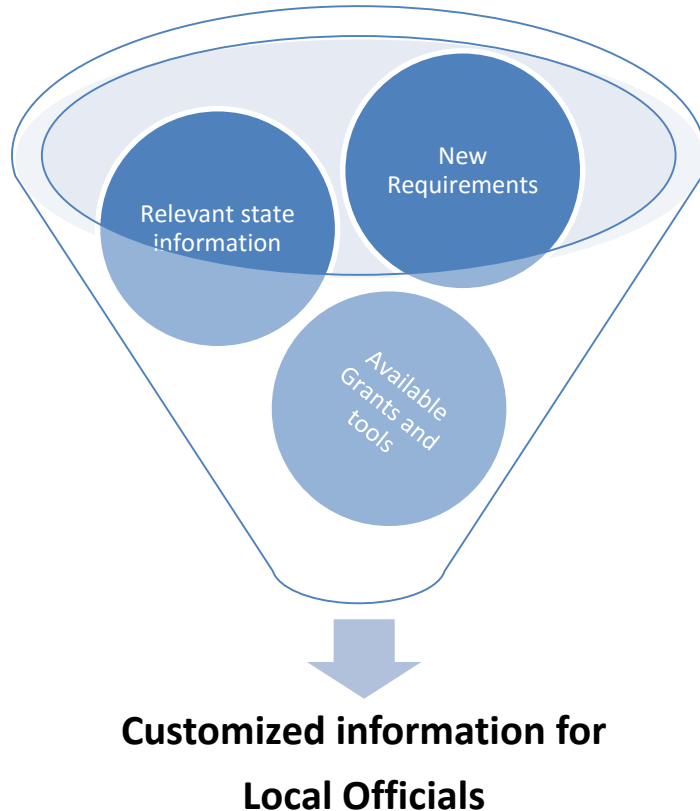 New
Requirements
Relevant state
information
Available
Grants and
tools
Customized information for
Local Officials